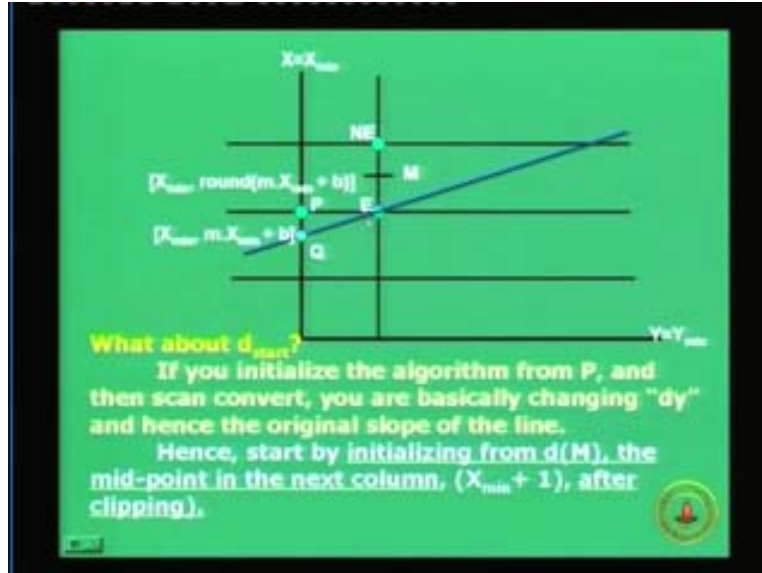 X=Xmin
NE
M
[Xmin, round(m.Xmin + b)]
P
E
[Xmin, m.Xmin + b]
Q
Y=Ymin
What about dstart?
If you initialize the algorithm from P, and
then scan convert, you are basically changing "dy"
and hence the original slope of the line.
Hence, start by initializing from d(M), the
mid-point in the next column, (Xmin+ 1), after
clipping).